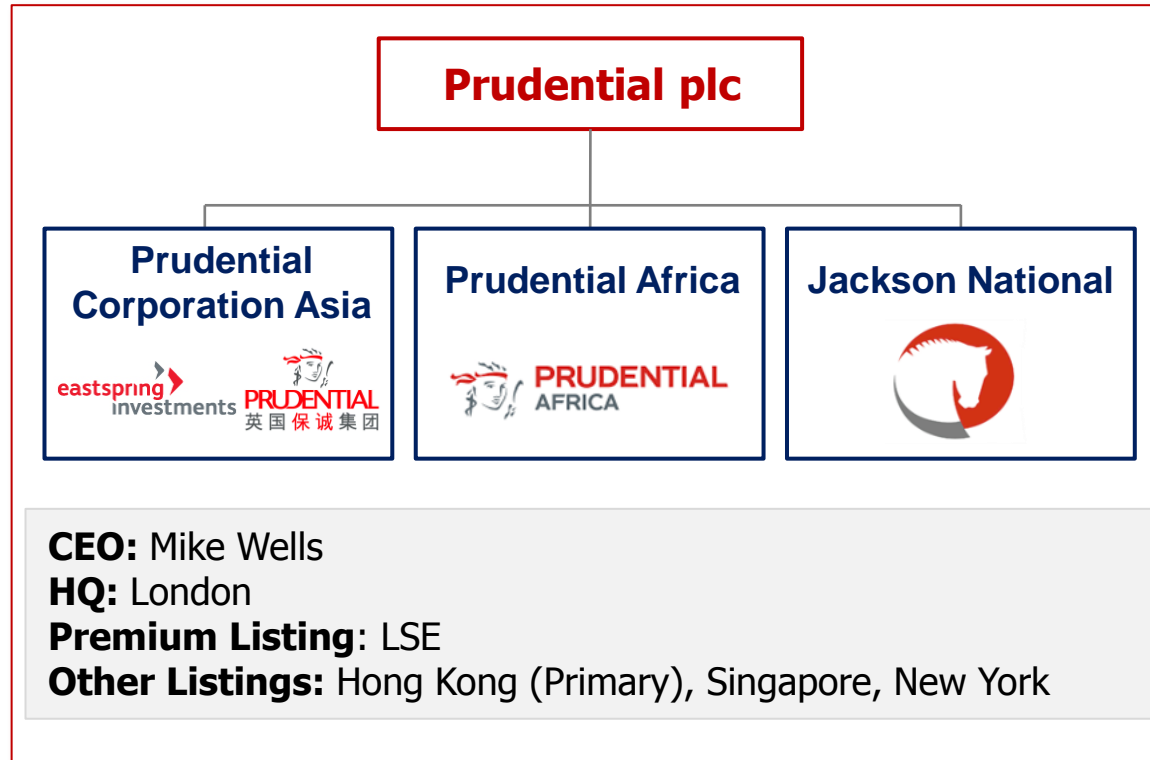 Prudential plc
Prudential
Corporation Asia
eastspring
investments
PRUDENTIAL
英国保诚集团
Prudential Africa
PRUDENTIAL
AFRICA
Jackson National
CEO: Mike Wells
HQ: London
Premium Listing: LSE
Other Listings: Hong Kong (Primary), Singapore, New York